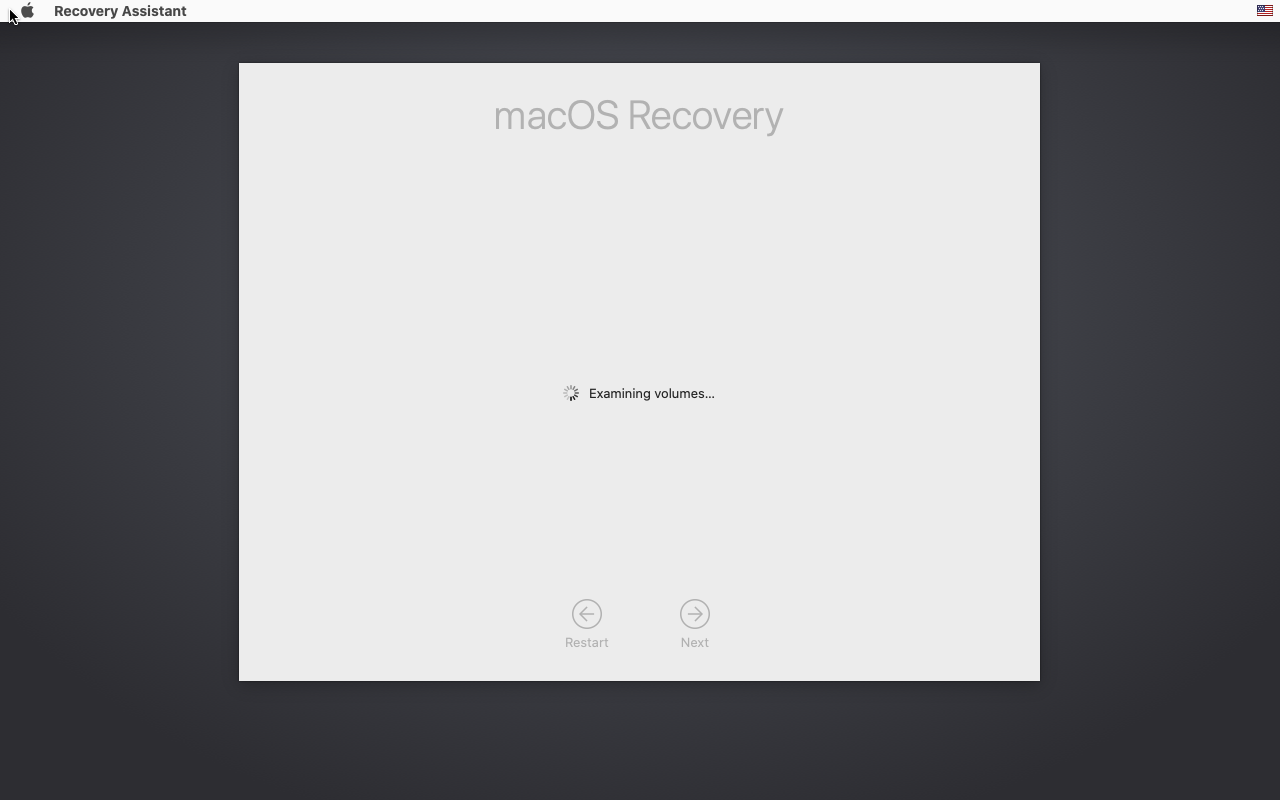 Recovery Assistant
macOS Recovery
Examining volumes...
Restart
Next